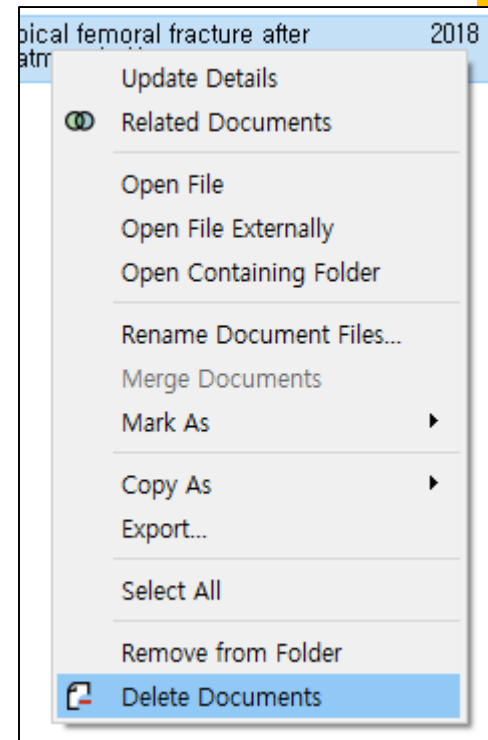 pical femoral fracture after 2018
atm
Update Details
Related Documents
Open File
Open File Externally
Open Containing Folder
Rename Document Files...
Merge Documents
Mark As
Copy As
Export...
Select All
Remove from Folder
Delete Documents